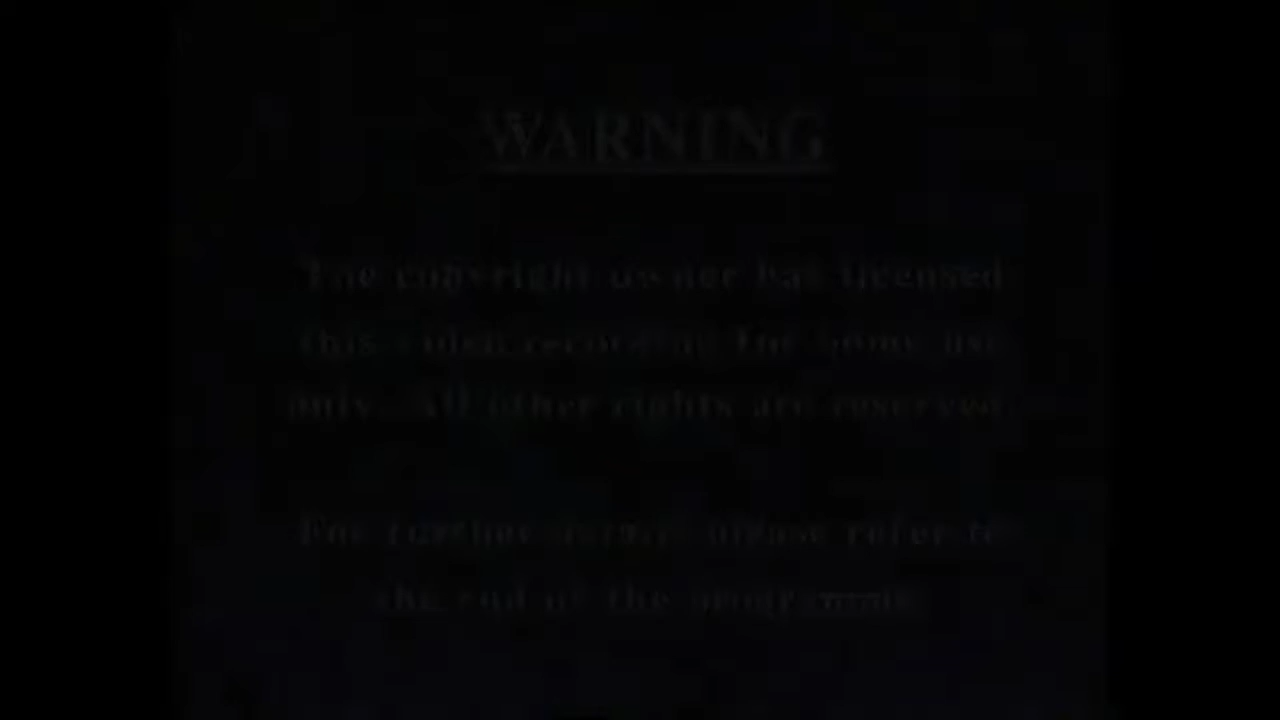 WARNING
The copyright owner has licensed
this video recording for home use
only. All other rights are reserved.
For further details please refer to
the end of the programme.